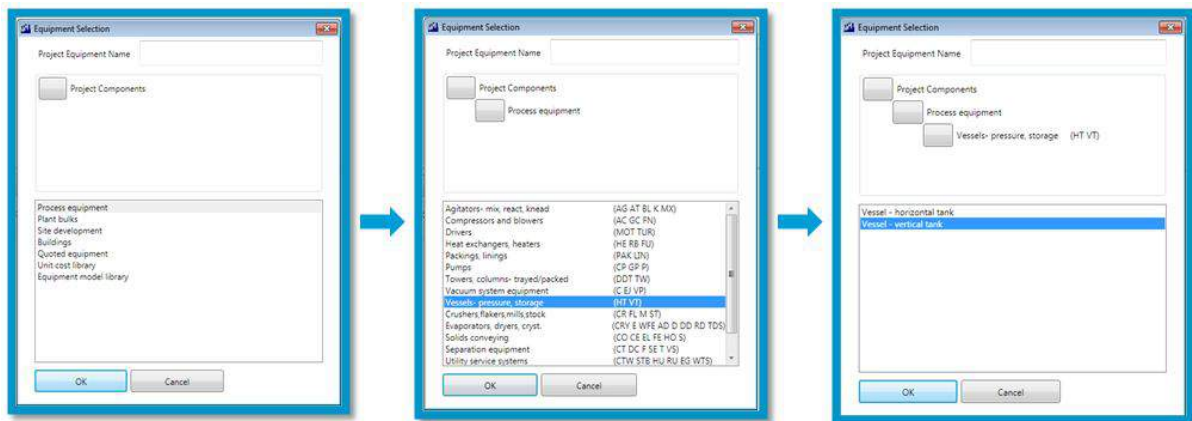 Equipment Selection
Project Equipment Name
Project Components
Process equipment
Plant bulks
Site development
Buildings
Quoted equipment
Unit cost library
Equipment model library
OK Cancel
Equipment Selection
Project Equipment Name
Project Components
Process equipment
Agitators- mix, react, knead (AG AT BL K MX)
Compressors and blowers (AC GC FN)
Drivers (MOT TUR)
Heat exchangers, heaters (HE RB FU)
Packings, linings (PAK LIN)
Pumps (CP GP P)
Towers, columns- trayed/packed (DDT TW)
Vacuum system equipment (C EJ VP)
Vessels- pressure, storage (HT VT)
Crushers,flakers,mills,stock (CR FL M ST)
Evaporators, dryers, cryst. (CRY E WFE AD D DD RD TDS)
Solids conveying (CO CE EL FE HO S)
Separation equipment (CT DC F SE T VS)
Utility service systems (CTW STB HU RU EG WTS)
OK Cancel
Equipment Selection
Project Equipment Name
Project Components
Process equipment
Vessels- pressure, storage (HT VT)
Vessel - horizontal tank
Vessel - vertical tank
OK Cancel